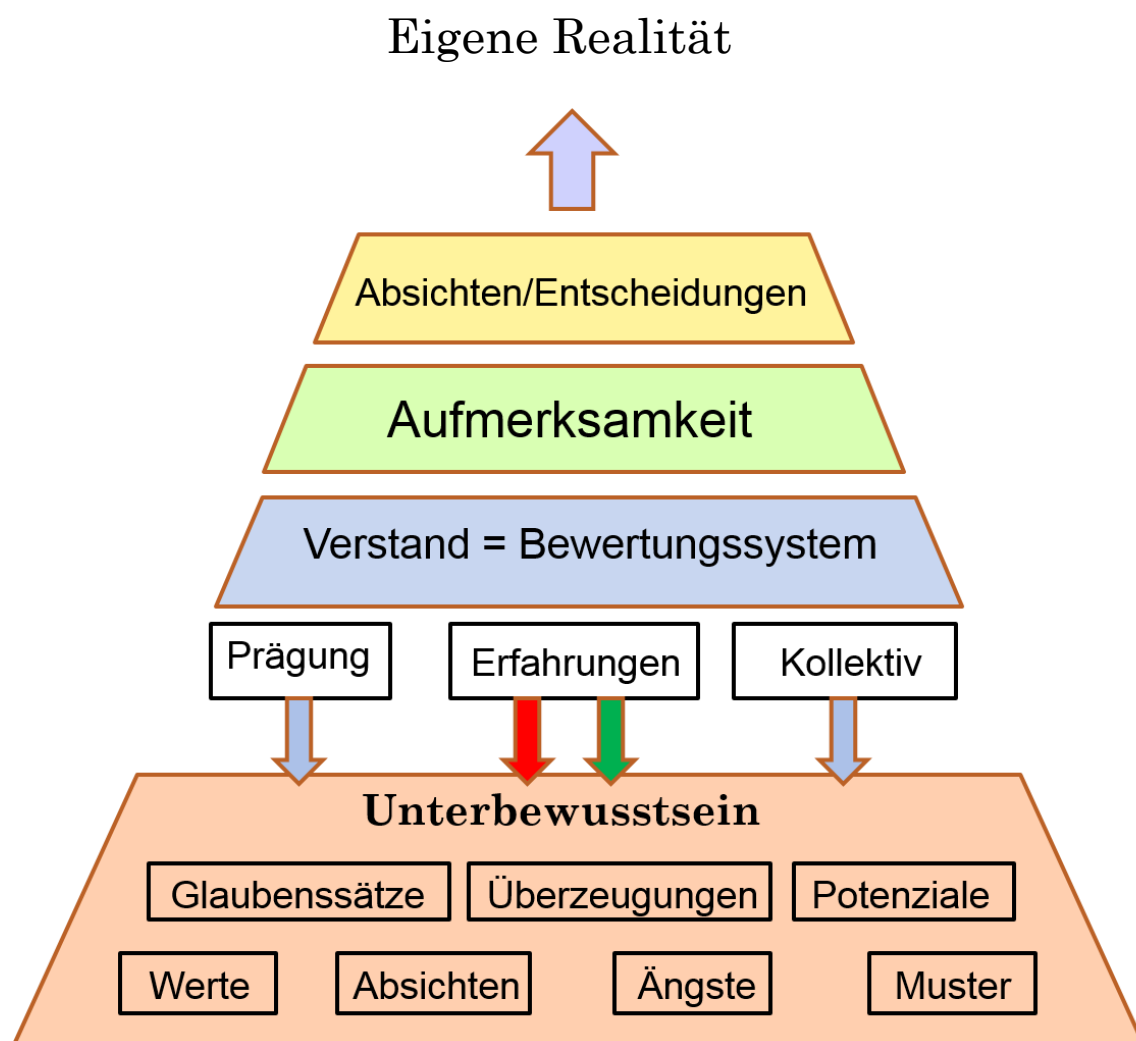 Eigene Realität
Absichten/Entscheidungen
Aufmerksamkeit
Verstand = Bewertungssystem
Prägung
Erfahrungen
Kollektiv
Unterbewusstsein
Glaubenssätze
Überzeugungen
Potenziale
Werte
Absichten
Ängste
Muster